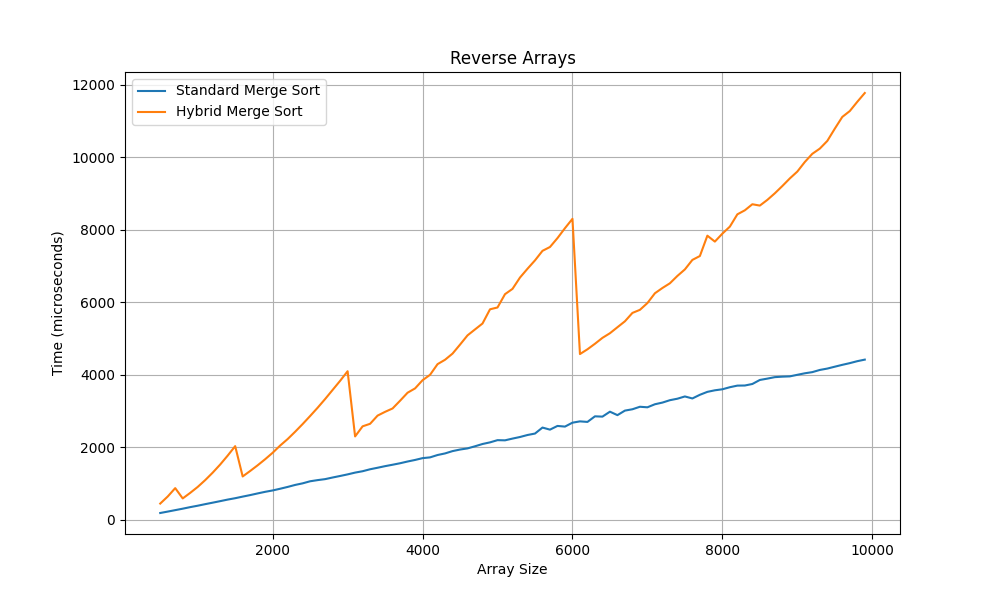 Reverse Arrays
Standard Merge Sort
Hybrid Merge Sort
Time (microseconds)
12000
10000
8000
6000
4000
2000
0
2000 4000 6000 8000 10000
Array Size